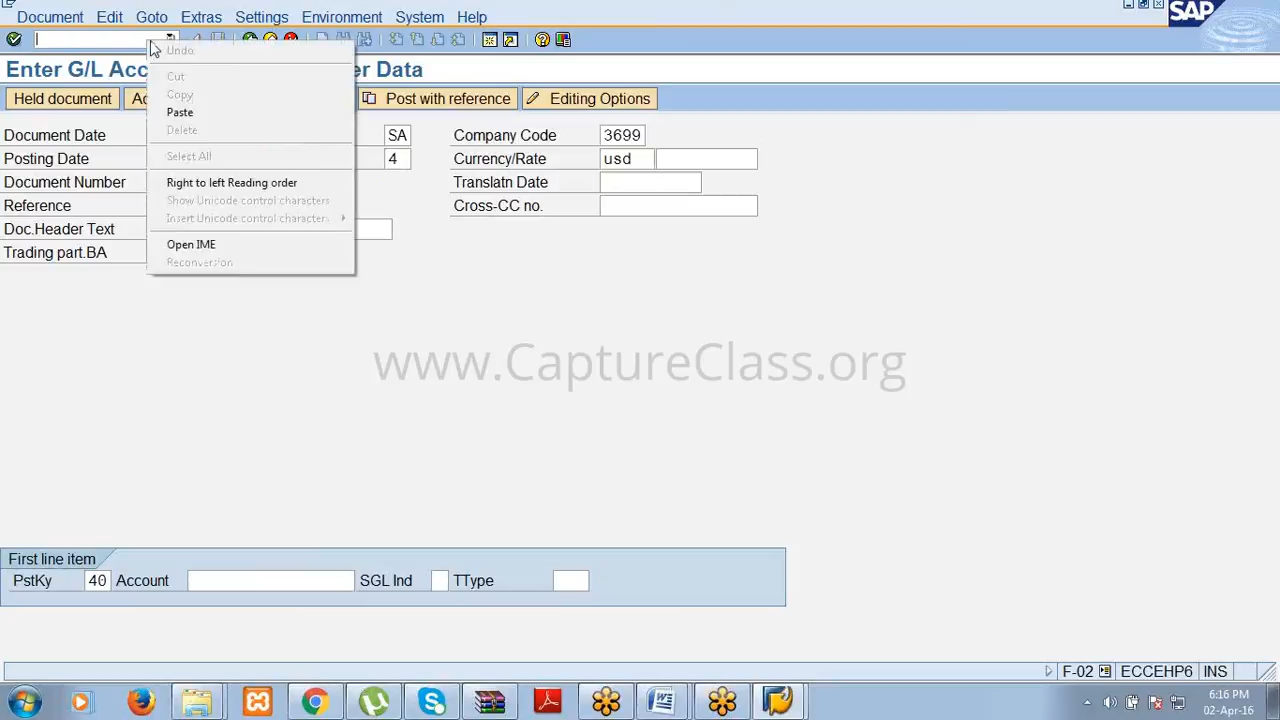 Document Edit Goto Extras Settings Environment System Help
SAP
Enter G/L Acc er Data
Held document Ac Post with reference Editing Options
Undo
Cut
Copy
Paste
Delete
Select All
Right to left Reading order
Show Unicode control characters
Insert Unicode control characters
Open IME
Reconversion
Document Date SA Company Code 3699
Posting Date 4 Currency/Rate usd
Document Number Translatn Date
Reference Cross-CC no.
Doc.Header Text
Trading part.BA
www.CaptureClass.org
First line item
PstKy 40 Account SGL Ind TType
F-02 ECCEHP6 INS
6:16 PM
02-Apr-16